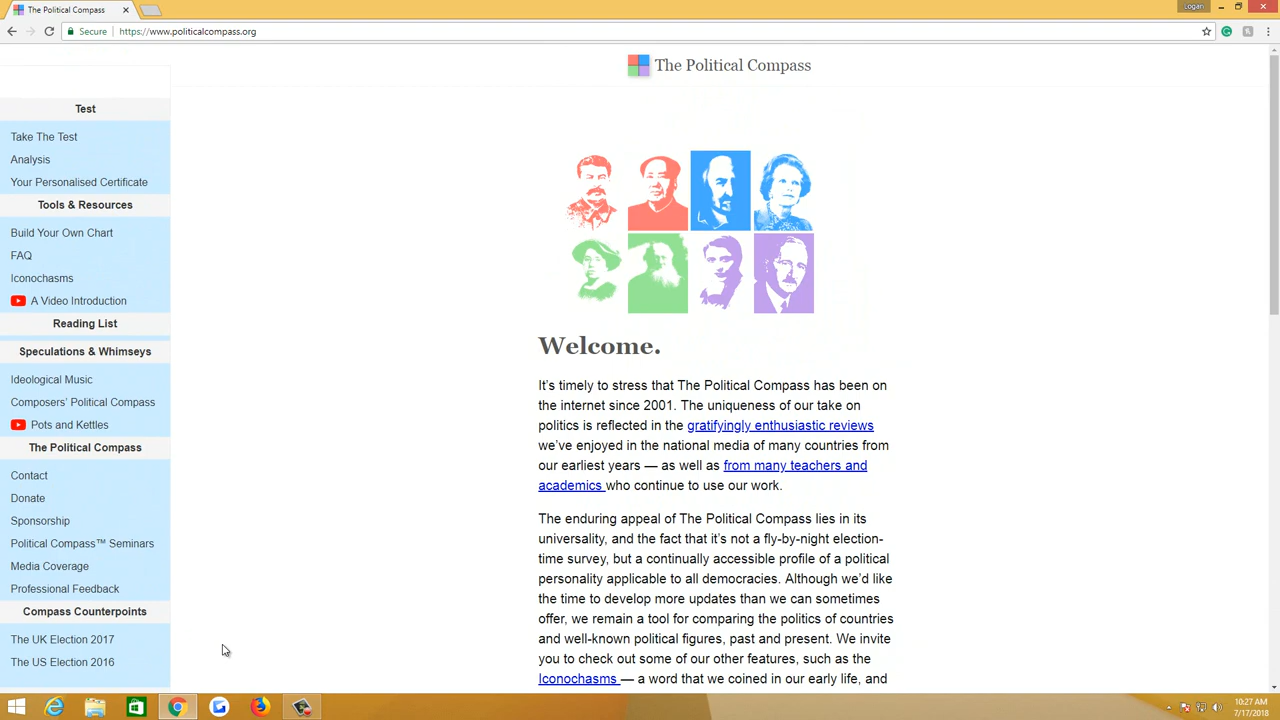 The Political Compass
Logan
Secure
https://www.politicalcompass.org
The Political Compass
Test
Take The Test
Analysis
Your Personalised Certificate
Tools & Resources
Build Your Own Chart
FAQ
Iconochasms
A Video Introduction
Reading List
Speculations & Whimseys
Ideological Music
Composers' Political Compass
Pots and Kettles
The Political Compass
Contact
Donate
Sponsorship
Political Compass™ Seminars
Media Coverage
Professional Feedback
Compass Counterpoints
The UK Election 2017
The US Election 2016
Welcome.
It's timely to stress that The Political Compass has been on
the internet since 2001. The uniqueness of our take on
politics is reflected in the gratifyingly enthusiastic reviews
we've enjoyed in the national media of many countries from
our earliest years — as well as from many teachers and
academics who continue to use our work.
The enduring appeal of The Political Compass lies in its
universality, and the fact that it's not a fly-by-night election-
time survey, but a continually accessible profile of a political
personality applicable to all democracies. Although we'd like
the time to develop more updates than we can sometimes
offer, we remain a tool for comparing the politics of countries
and well-known political figures, past and present. We invite
you to check out some of our other features, such as the
Iconochasms — a word that we coined in our early life, and
10:27 AM
7/17/2018